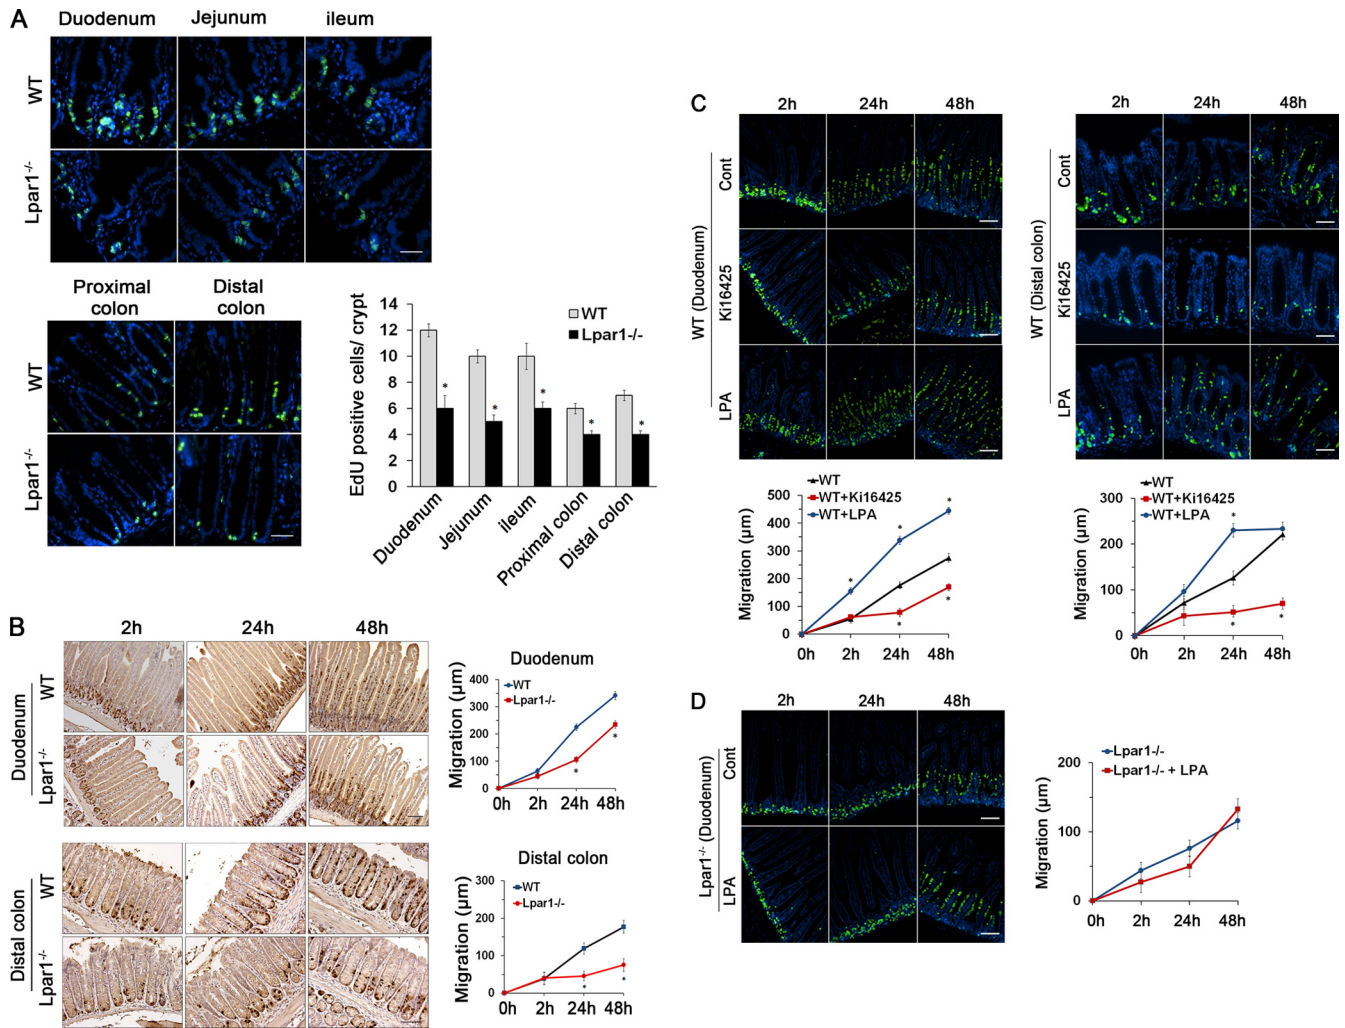 A
Duodenum Jejunum ileum
WT
Lpar1-/-
Proximal colon
Distal colon
WT
Lpar1-/-
EdU positive cells/ crypt
14
12
10
8
6
4
2
0
WT
Lpar1-/-
* * * * *
Duodenum
Jejunum
ileum
Proximal colon
Distal colon
B
2h 24h 48h
Duodenum
WT
Lpar1-/-
Distal colon
WT
Lpar1-/-
Duodenum
Migration (µm)
400
300
200
100
0
WT
Lpar1-/-
* *
0h 2h 24h 48h
Distal colon
Migration (µm)
300
200
100
0
WT
Lpar1-/-
* *
0h 2h 24h 48h
C
2h 24h 48h
WT (Duodenum)
Cont
Ki16425
LPA
Migration (µm)
500
400
300
200
100
0
WT
WT+Ki16425
WT+LPA
* * * * *
0h 2h 24h 48h
2h 24h 48h
WT (Distal colon)
Cont
Ki16425
LPA
Migration (µm)
300
200
100
0
WT
WT+Ki16425
WT+LPA
* * *
0h 2h 24h 48h
D
2h 24h 48h
Lpar1-/- (Duodenum)
Cont
LPA
Migration (µm)
200
100
0
Lpar1-/-
Lpar1-/- + LPA
0h 2h 24h 48h